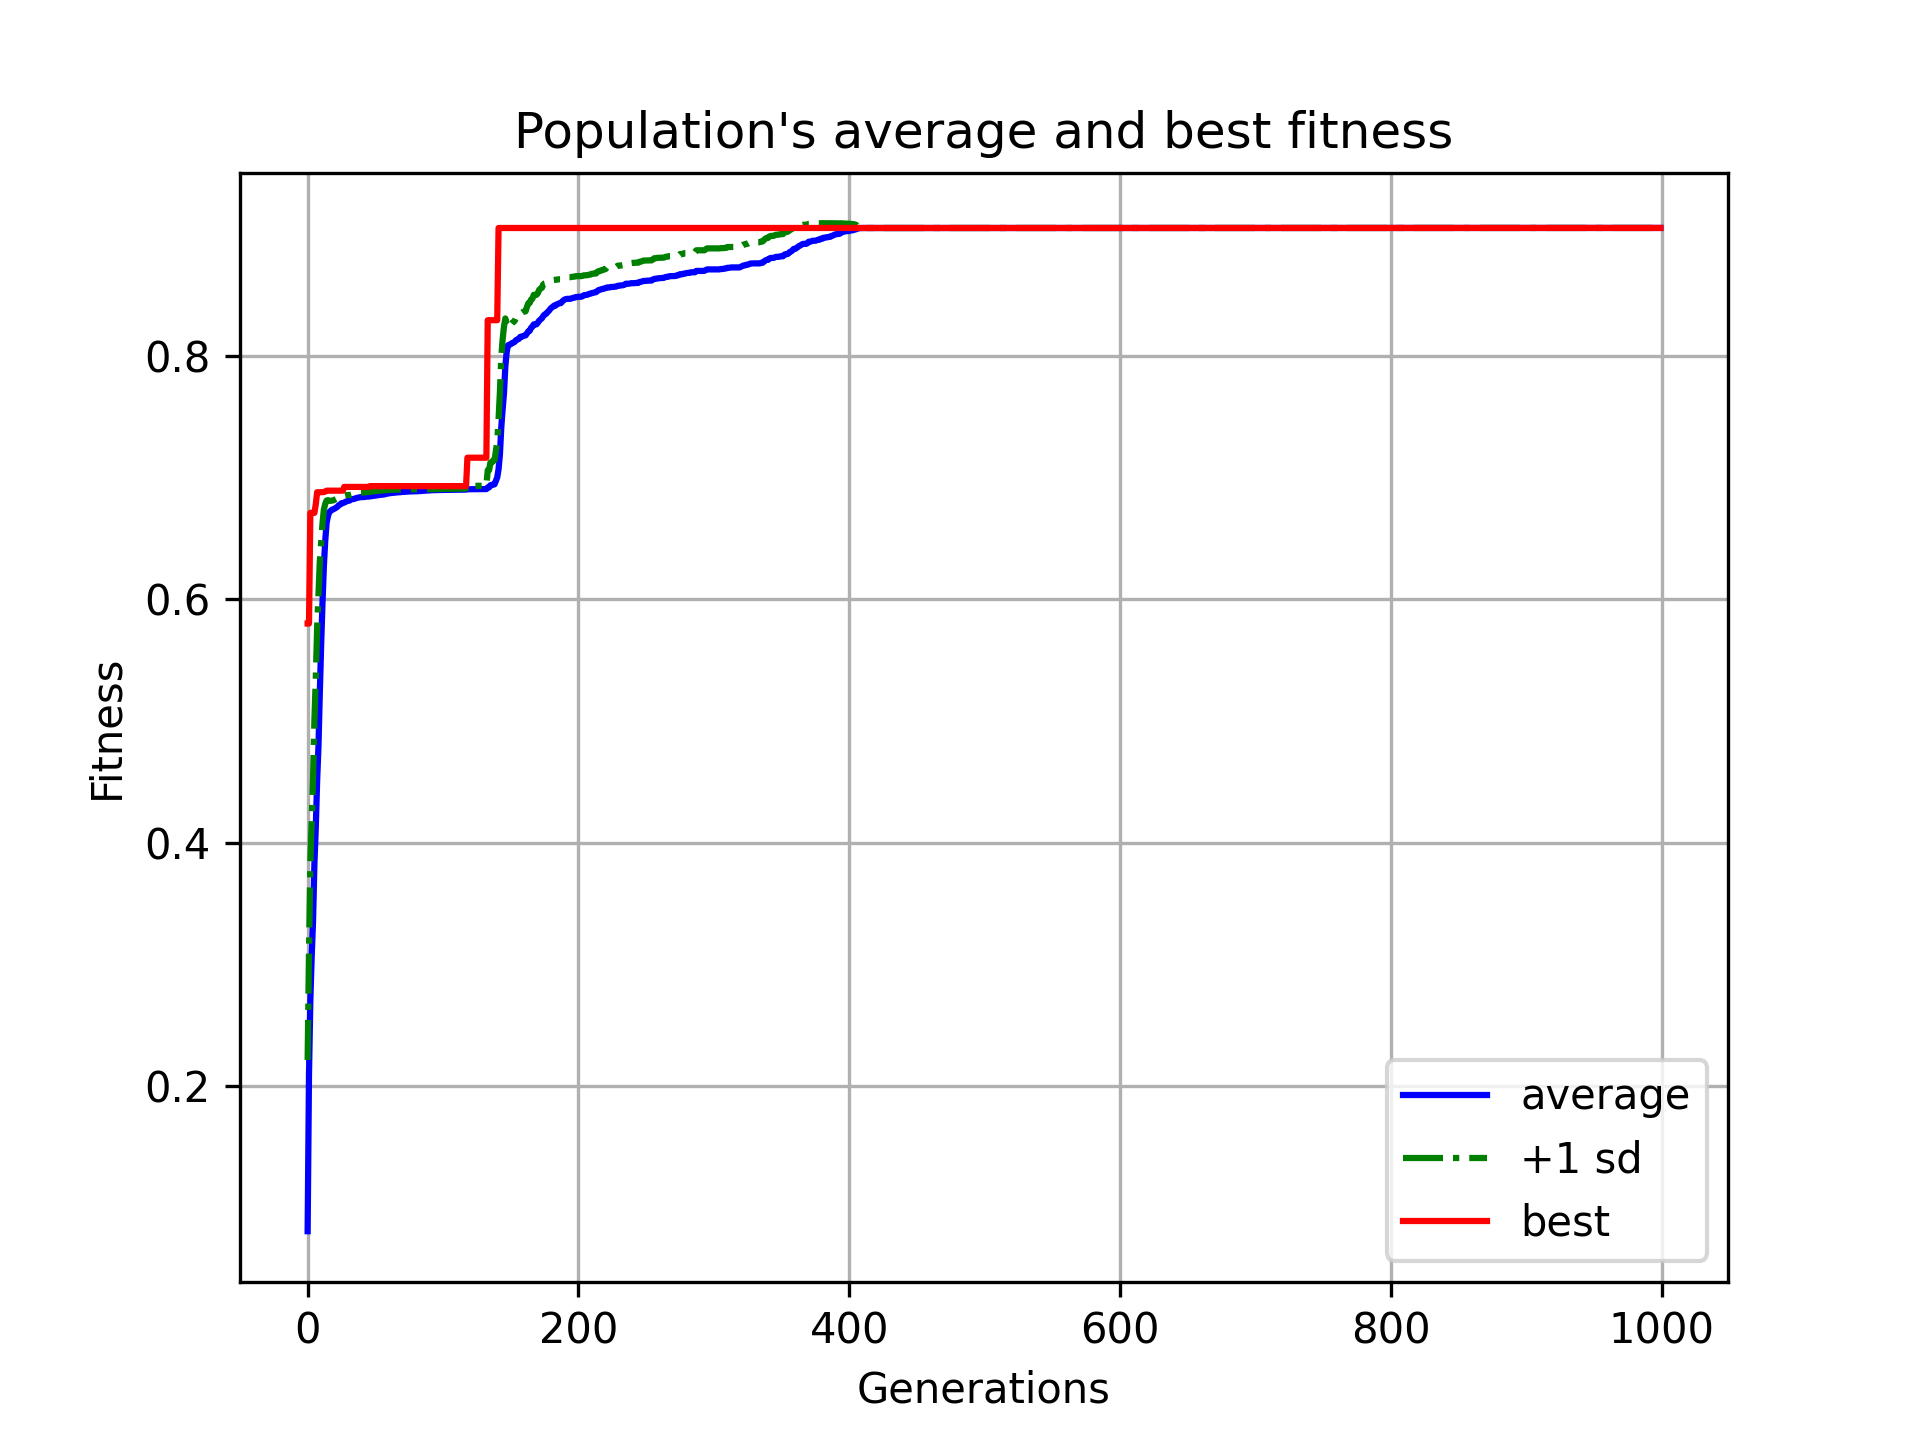 Population's average and best fitness
Fitness
0.8
0.6
0.4
0.2
0 200 400 600 800 1000
Generations
average
+1 sd
best